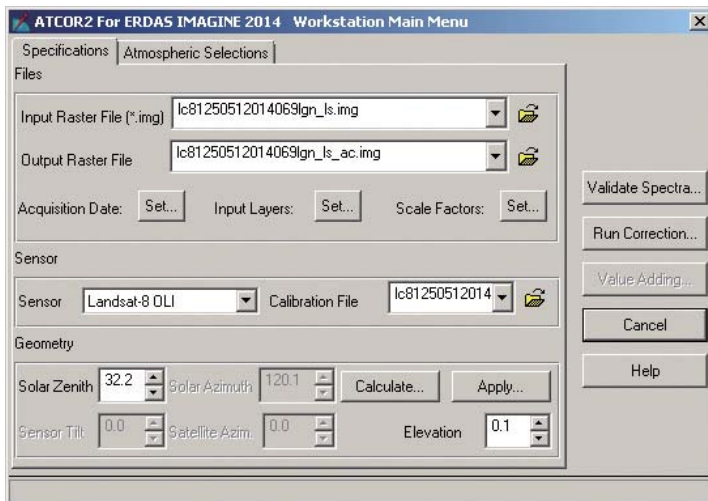 ATCOR2 For ERDAS IMAGINE 2014 Workstation Main Menu
Specifications
Atmospheric Selections
Files
Input Raster File (*.img)
lc81250512014069lgn_ls.img
Output Raster File
lc81250512014069lgn_ls_ac.img
Acquisition Date: Set...
Input Layers: Set...
Scale Factors: Set...
Sensor
Sensor Landsat-8 OLI
Calibration File lc81250512014
Geometry
Solar Zenith 32.2
Solar Azimuth 120.1
Calculate...
Apply...
Sensor Tilt 0.0
Satellite Azim. 0.0
Elevation 0.1
Validate Spectra...
Run Correction...
Value Adding...
Cancel
Help